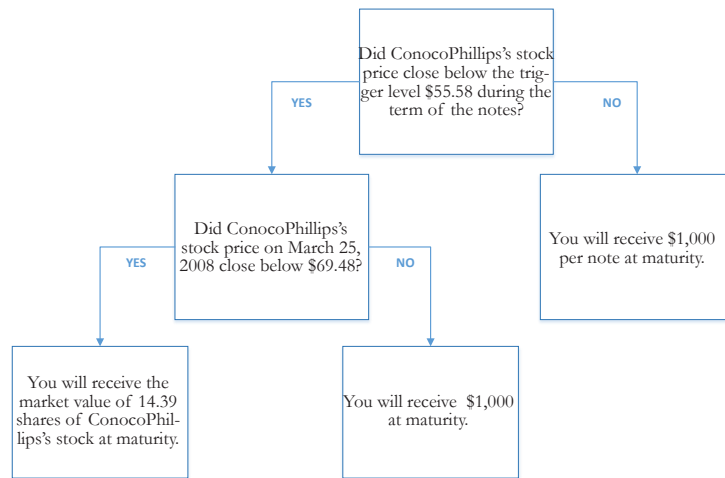 Did ConocoPhillips's stock
price close below the trig-
ger level $55.58 during the
term of the notes?
YES
NO
Did ConocoPhillips's
stock price on March 25,
2008 close below $69.48?
You will receive $1,000
per note at maturity.
YES
NO
You will receive the
market value of 14.39
shares of ConocoPhil-
lips's stock at maturity.
You will receive $1,000
at maturity.